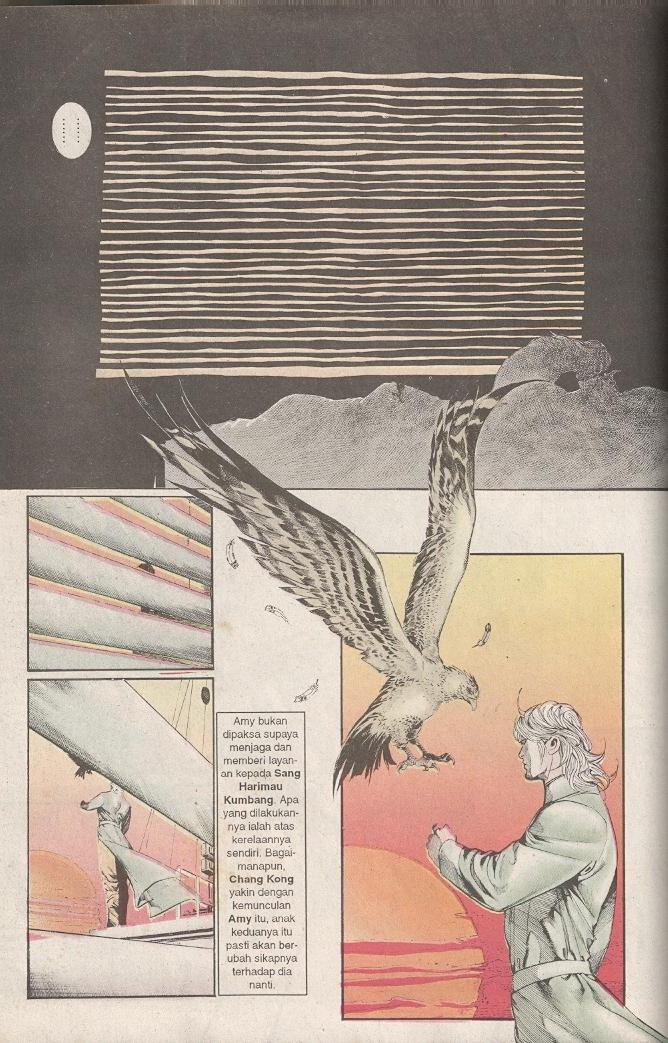 Amy bukan
dipaksa supaya
menjaga dan
memberi layan-
an kepada Sang
Harimau
Kumbang. Apa
yang dilakukan-
nya ialah atas
kerelaannya
sendiri. Bagai-
manapun,
Chang Kong
yakin dengan
kemunculan
Amy itu, anak
keduanya itu
pasti akan ber-
ubah sikapnya
terhadap dia
nanti.